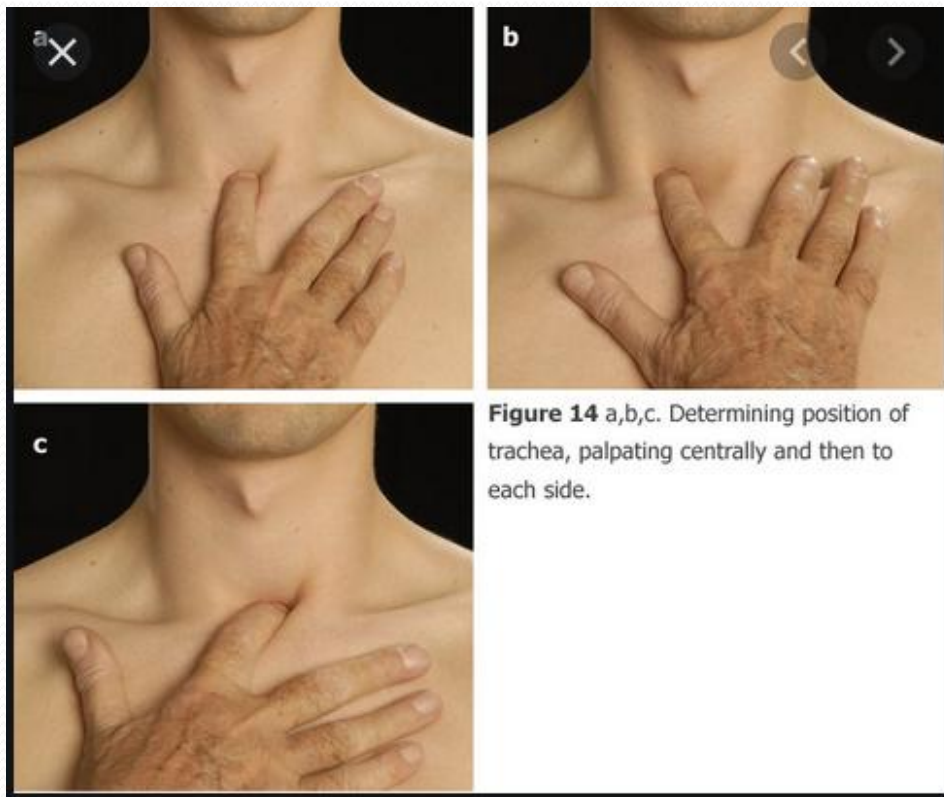 a
b
Figure 14 a,b,c. Determining position of
trachea, palpating centrally and then to
each side.
c